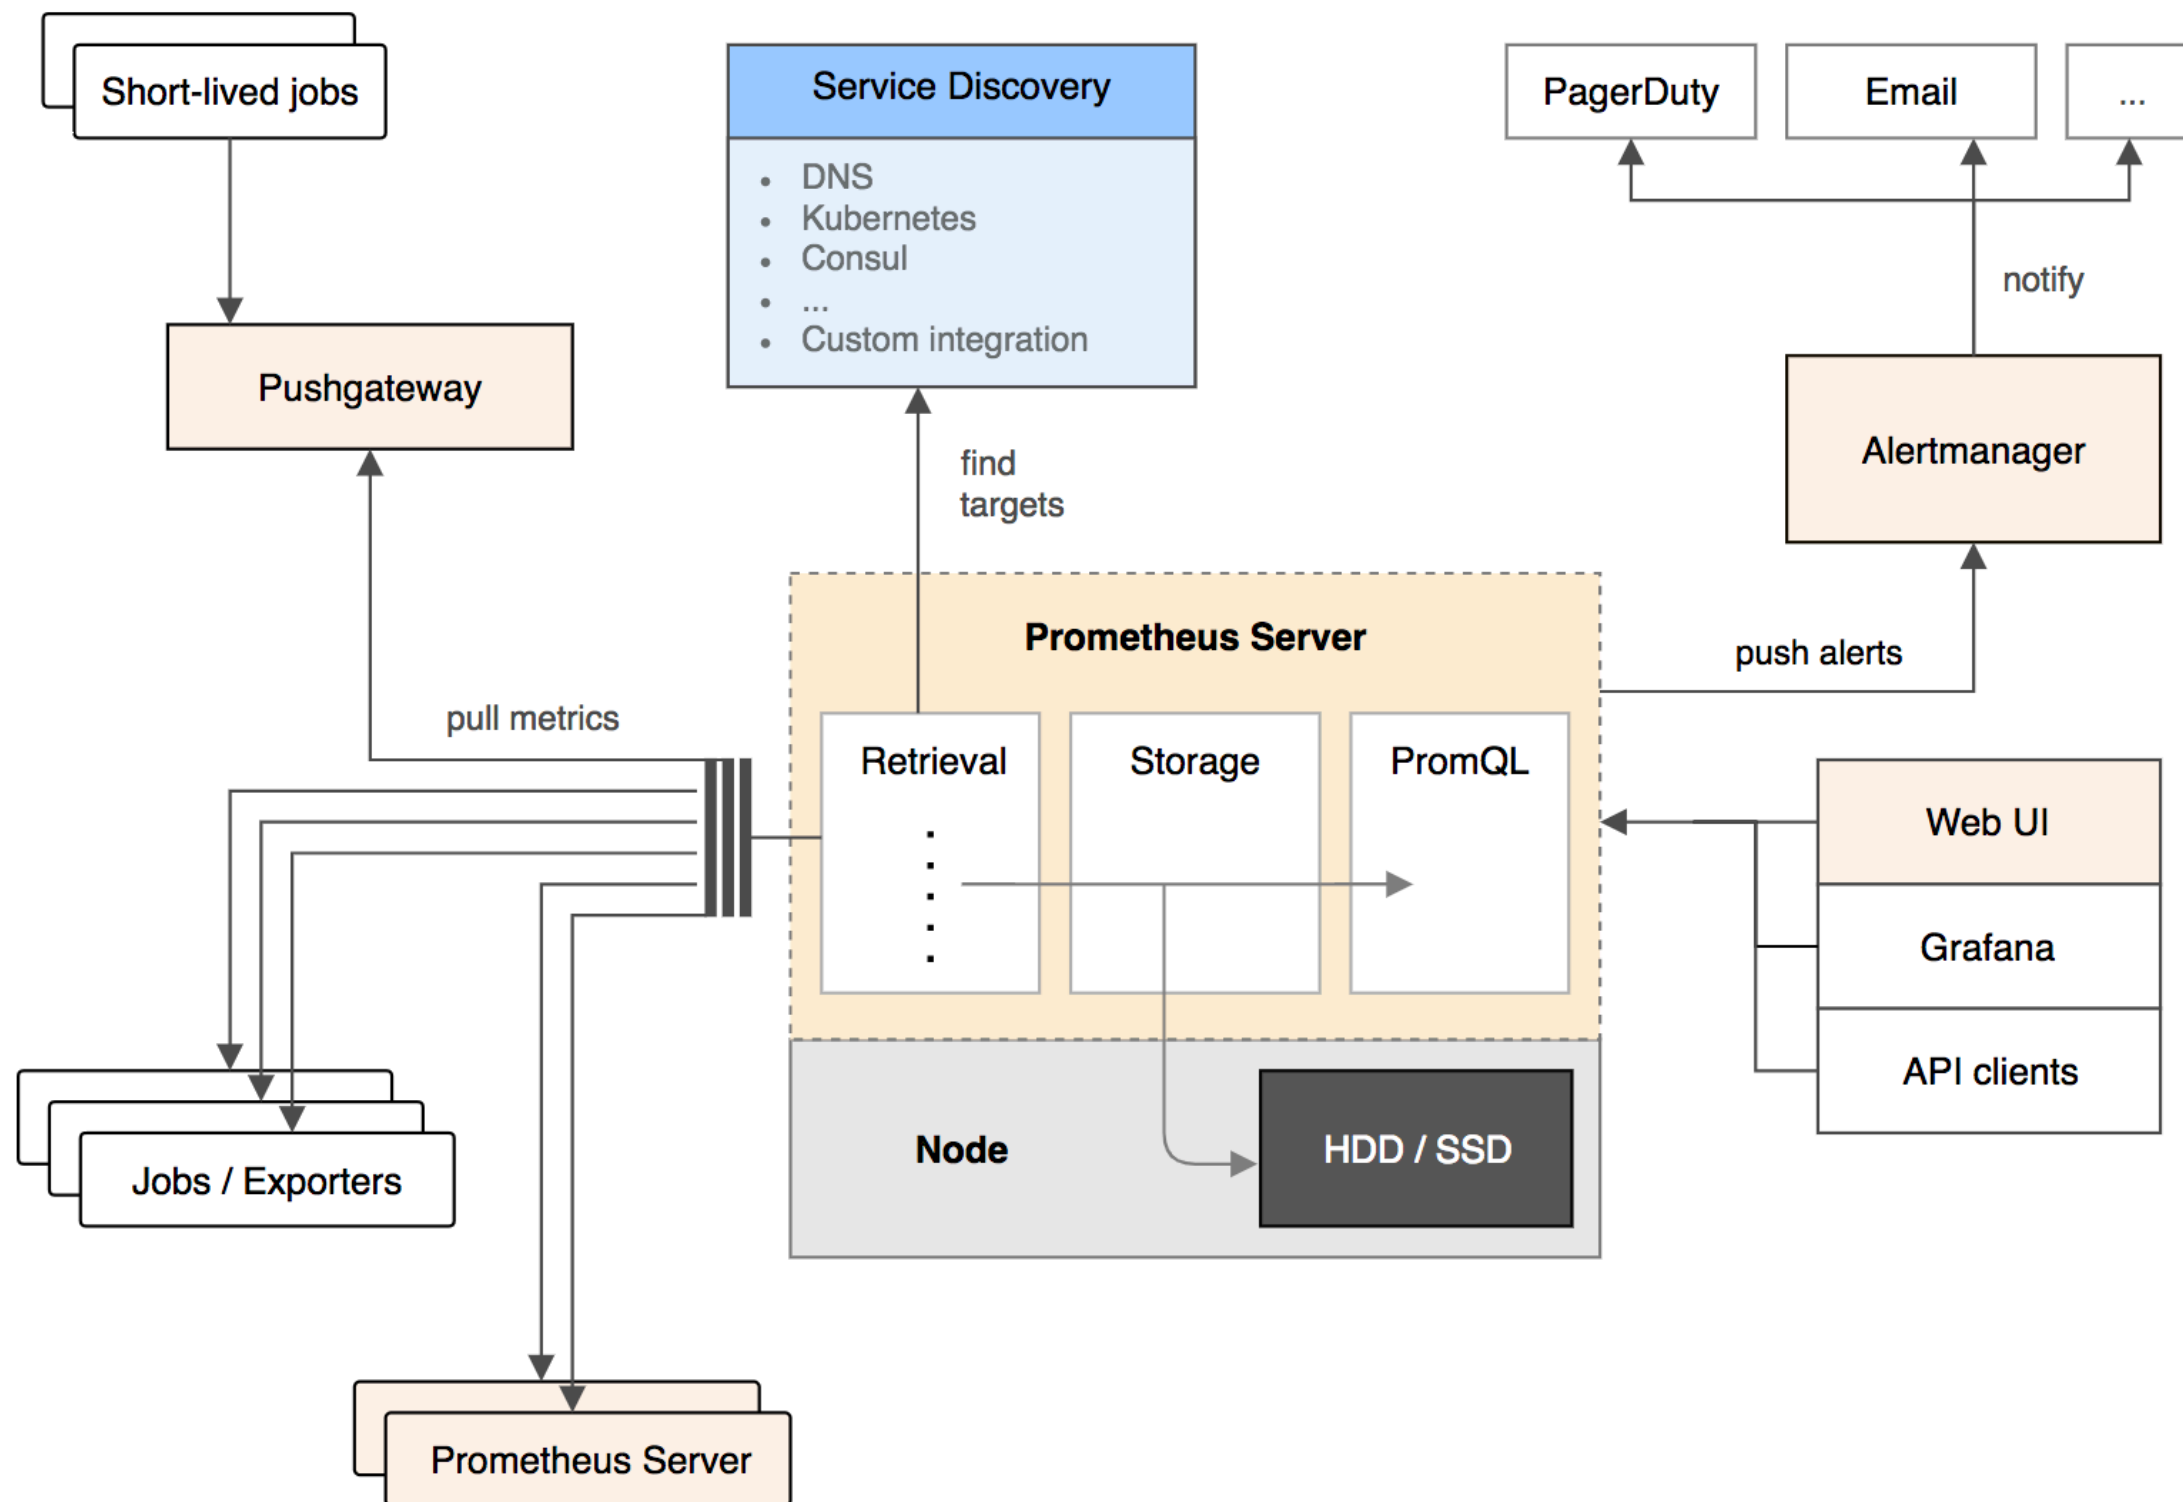 Short-lived jobs
Service Discovery
DNS
Kubernetes
Consul
...
Custom integration
PagerDuty
Email
...
notify
Pushgateway
Alertmanager
find
targets
Prometheus Server
push alerts
pull metrics
Retrieval
Storage
PromQL
Web UI
Grafana
API clients
Node
HDD / SSD
Jobs / Exporters
Prometheus Server